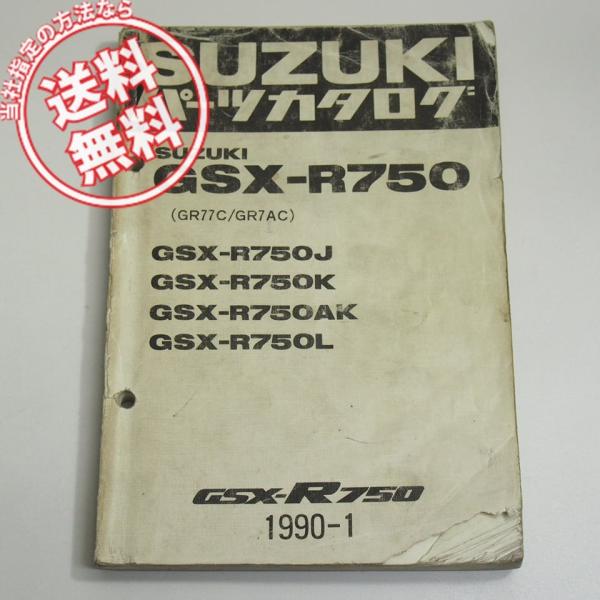 当社指定の方法なら
送料
無料
SUZUKI
パーツカタログ
SUZUKI
GSX-R750
(GR77C/GR7AC)
GSX-R750J
GSX-R750K
GSX-R750AK
GSX-R750L
GSX-R750
1990-1